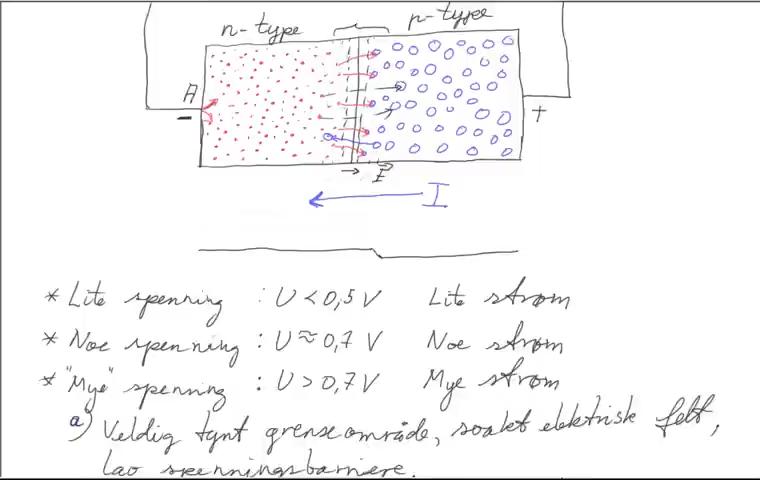 n-type p-type
A
-
+
E
I
* Lite spenning : U < 0,5 V Lite strøm
* Noe spenning : U ≈ 0,7 V Noe strøm
* "Mye" spenning : U > 0,7 V Mye strøm
a) Veldig tynt grenseområde, svakt elektrisk felt,
lav spenningsbarriere.